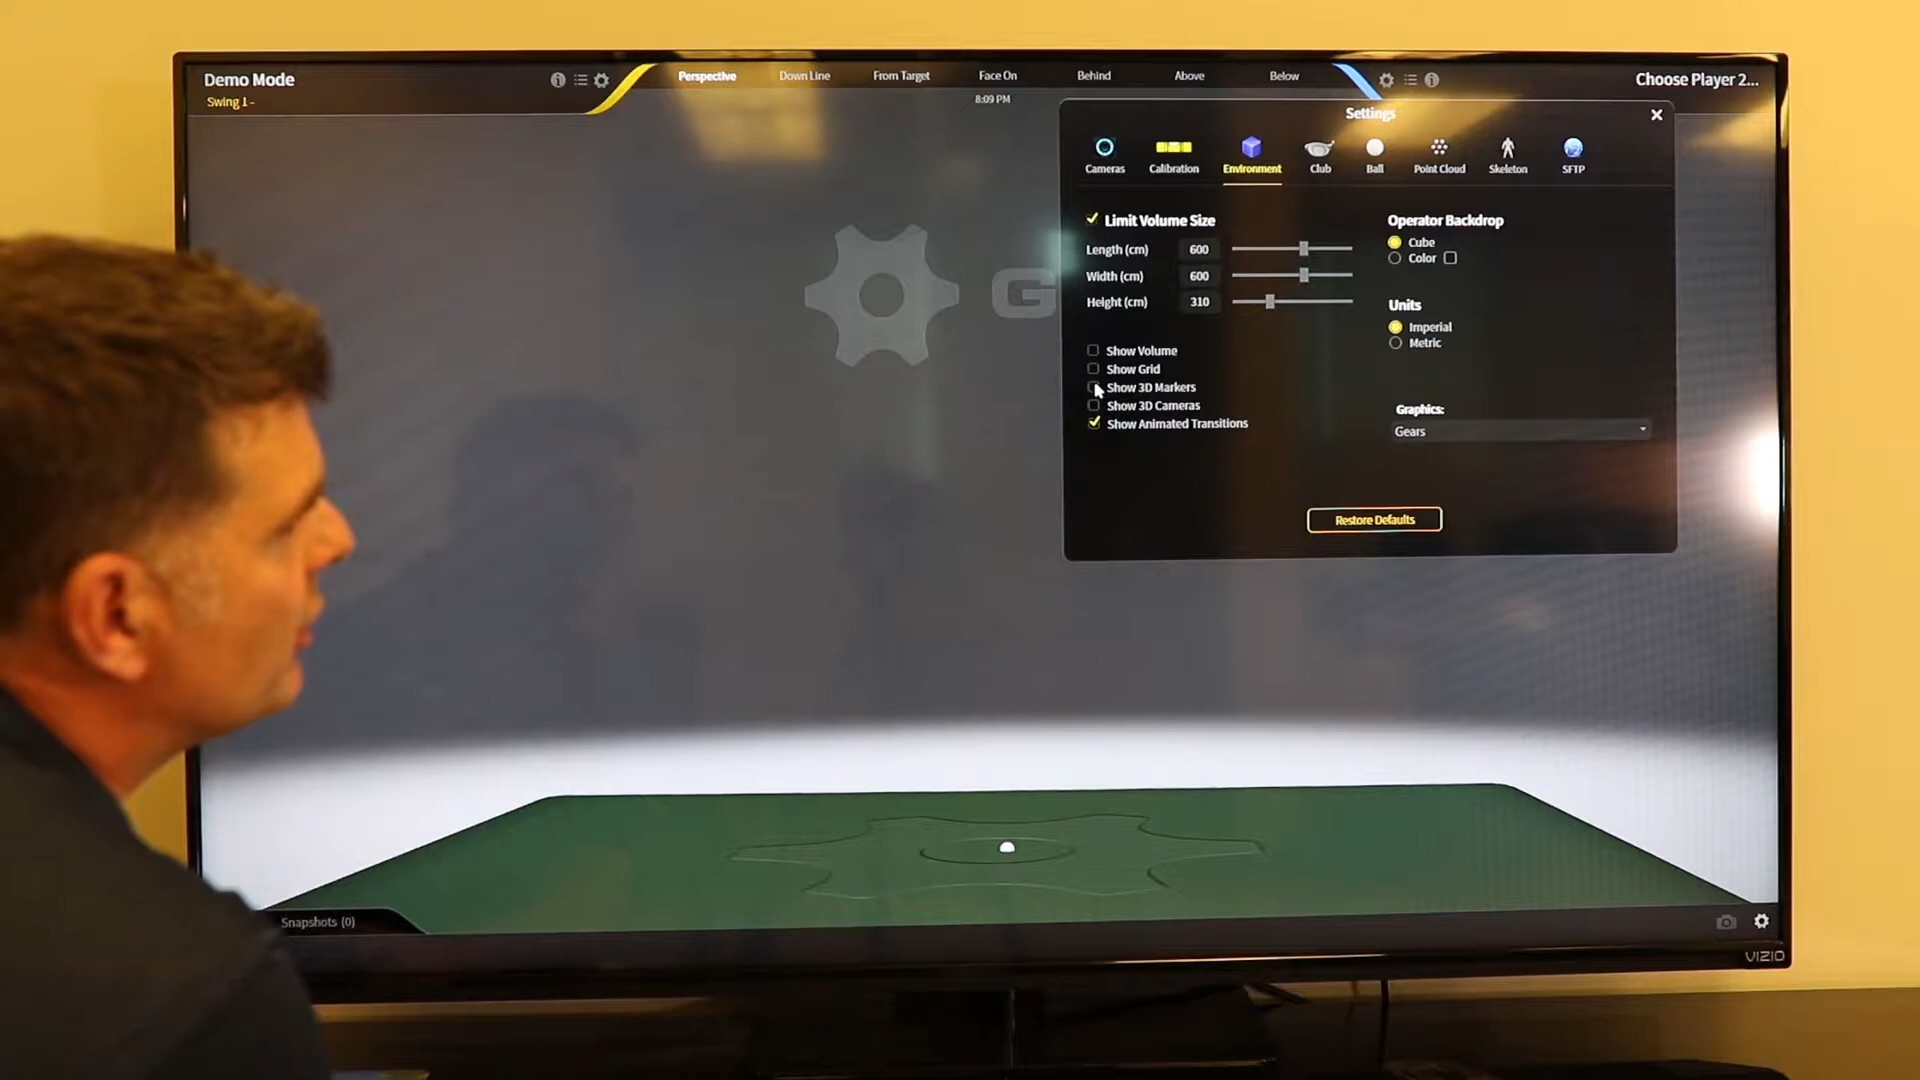 Demo Mode
Swing 1 -
Perspective
Down Line
From Target
Face On
Behind
Above
Below
8:09 PM
Choose Player 2...
Settings
Cameras
Calibration
Environment
Club
Ball
Point Cloud
Skeleton
SFTP
Limit Volume Size
Length (cm) 600
Width (cm) 600
Height (cm) 310
Show Volume
Show Grid
Show 3D Markers
Show 3D Cameras
Show Animated Transitions
Operator Backdrop
Cube
Color
Units
Imperial
Metric
Graphics:
Gears
Restore Defaults
G
Snapshots (0)
VIZIO